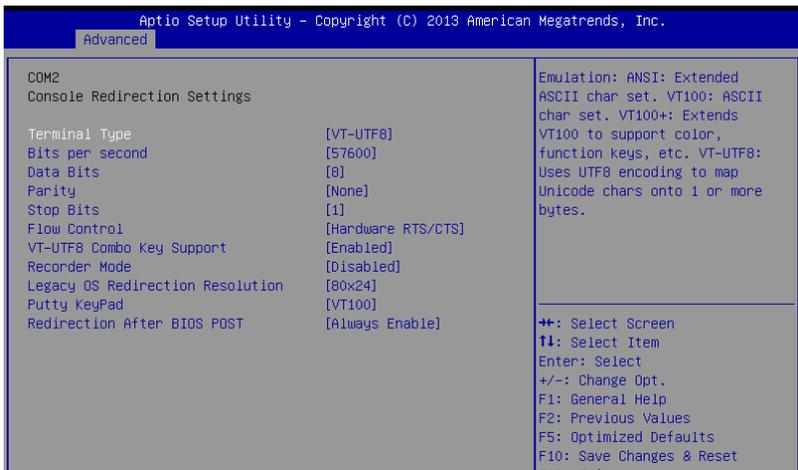 Aptio Setup Utility – Copyright (C) 2013 American Megatrends, Inc.
Advanced
COM2
Console Redirection Settings
Terminal Type [VT-UTF8]
Bits per second [57600]
Data Bits [8]
Parity [None]
Stop Bits [1]
Flow Control [Hardware RTS/CTS]
VT-UTF8 Combo Key Support [Enabled]
Recorder Mode [Disabled]
Legacy OS Redirection Resolution [80x24]
Putty KeyPad [VT100]
Redirection After BIOS POST [Always Enable]
Emulation: ANSI: Extended
ASCII char set. VT100: ASCII
char set. VT100+: Extends
VT100 to support color,
function keys, etc. VT-UTF8:
Uses UTF8 encoding to map
Unicode chars onto 1 or more
bytes.
→←: Select Screen
↑↓: Select Item
Enter: Select
+/-: Change Opt.
F1: General Help
F2: Previous Values
F5: Optimized Defaults
F10: Save Changes & Reset